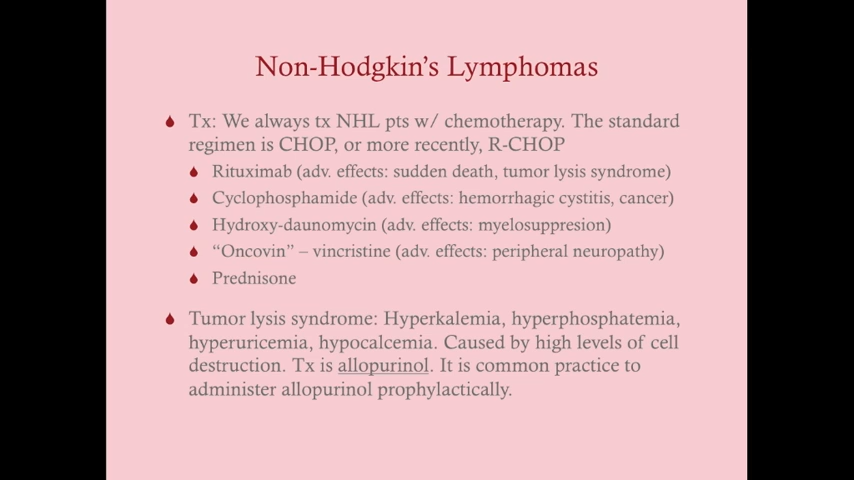 Non-Hodgkin’s Lymphomas
Tx: We always tx NHL pts w/ chemotherapy. The standard
regimen is CHOP, or more recently, R-CHOP
Rituximab (adv. effects: sudden death, tumor lysis syndrome)
Cyclophosphamide (adv. effects: hemorrhagic cystitis, cancer)
Hydroxy-daunomycin (adv. effects: myelosuppresion)
“Oncovin” – vincristine (adv. effects: peripheral neuropathy)
Prednisone
Tumor lysis syndrome: Hyperkalemia, hyperphosphatemia,
hyperuricemia, hypocalcemia. Caused by high levels of cell
destruction. Tx is allopurinol. It is common practice to
administer allopurinol prophylactically.